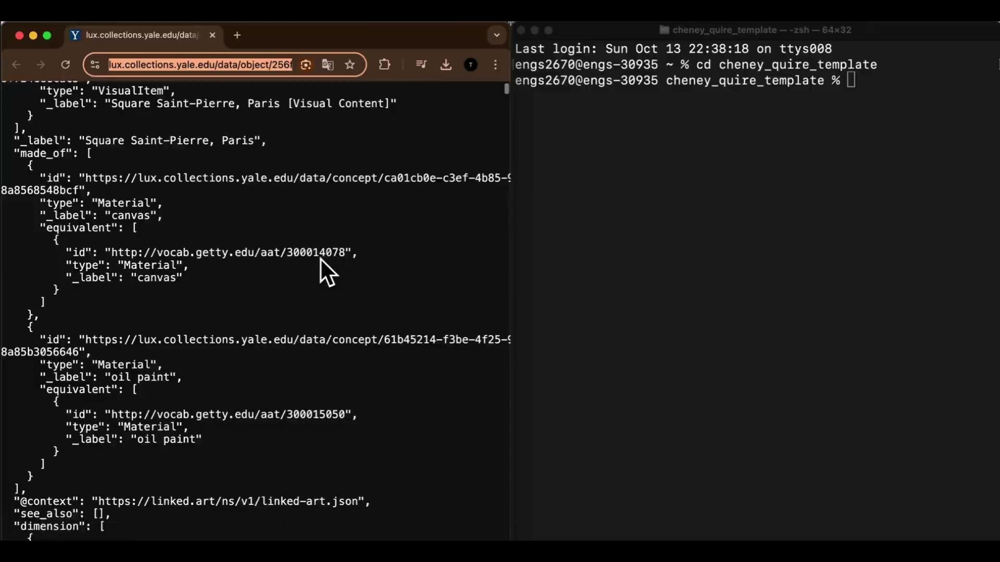 lux.collections.yale.edu/data/
lux.collections.yale.edu/data/object/256f
T
"type": "VisualItem",
"_label": "Square Saint-Pierre, Paris [Visual Content]"
}
],
"_label": "Square Saint-Pierre, Paris",
"made_of": [
{
"id": "https://lux.collections.yale.edu/data/concept/ca01cb0e-c3ef-4b85-9
8a8568548bcf",
"type": "Material",
"_label": "canvas",
"equivalent": [
{
"id": "http://vocab.getty.edu/aat/300014078",
"type": "Material",
"_label": "canvas"
}
]
},
{
"id": "https://lux.collections.yale.edu/data/concept/61b45214-f3be-4f25-9
8a85b3056646",
"type": "Material",
"_label": "oil paint",
"equivalent": [
{
"id": "http://vocab.getty.edu/aat/300015050",
"type": "Material",
"_label": "oil paint"
}
]
}
],
"@context": "https://linked.art/ns/v1/linked-art.json",
"see_also": [],
"dimension": [
{
cheney_quire_template — -zsh — 64×32
Last login: Sun Oct 13 22:38:18 on ttys008
engs2670@engs-30935 ~ % cd cheney_quire_template
engs2670@engs-30935 cheney_quire_template %